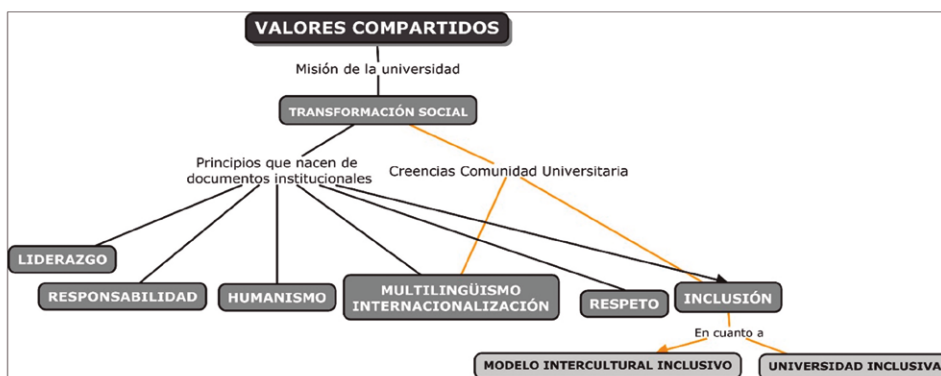 VALORES COMPARTIDOS
Misión de la universidad
TRANSFORMACIÓN SOCIAL
Principios que nacen de
documentos institucionales
Creencias Comunidad Universitaria
LIDERAZGO
RESPONSABILIDAD
HUMANISMO
MULTILINGÜISMO
INTERNACIONALIZACIÓN
RESPETO
INCLUSIÓN
En cuanto a
MODELO INTERCULTURAL INCLUSIVO
UNIVERSIDAD INCLUSIVA